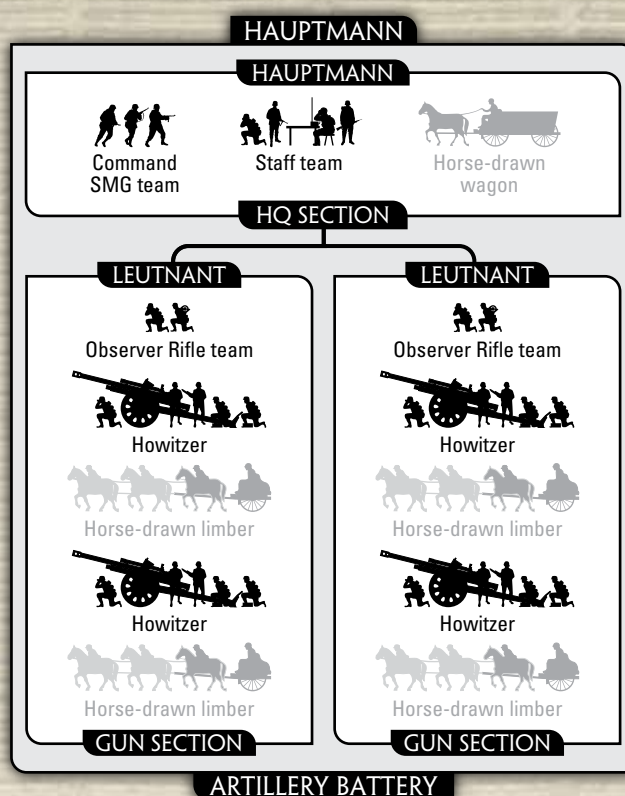 HAUPTMANN
HAUPTMANN
Command
SMG team
Staff team
Horse-drawn
wagon
HQ SECTION
LEUTNANT
Observer Rifle team
Howitzer
Horse-drawn limber
Howitzer
Horse-drawn limber
GUN SECTION
LEUTNANT
Observer Rifle team
Howitzer
Horse-drawn limber
Howitzer
Horse-drawn limber
GUN SECTION
ARTILLERY BATTERY